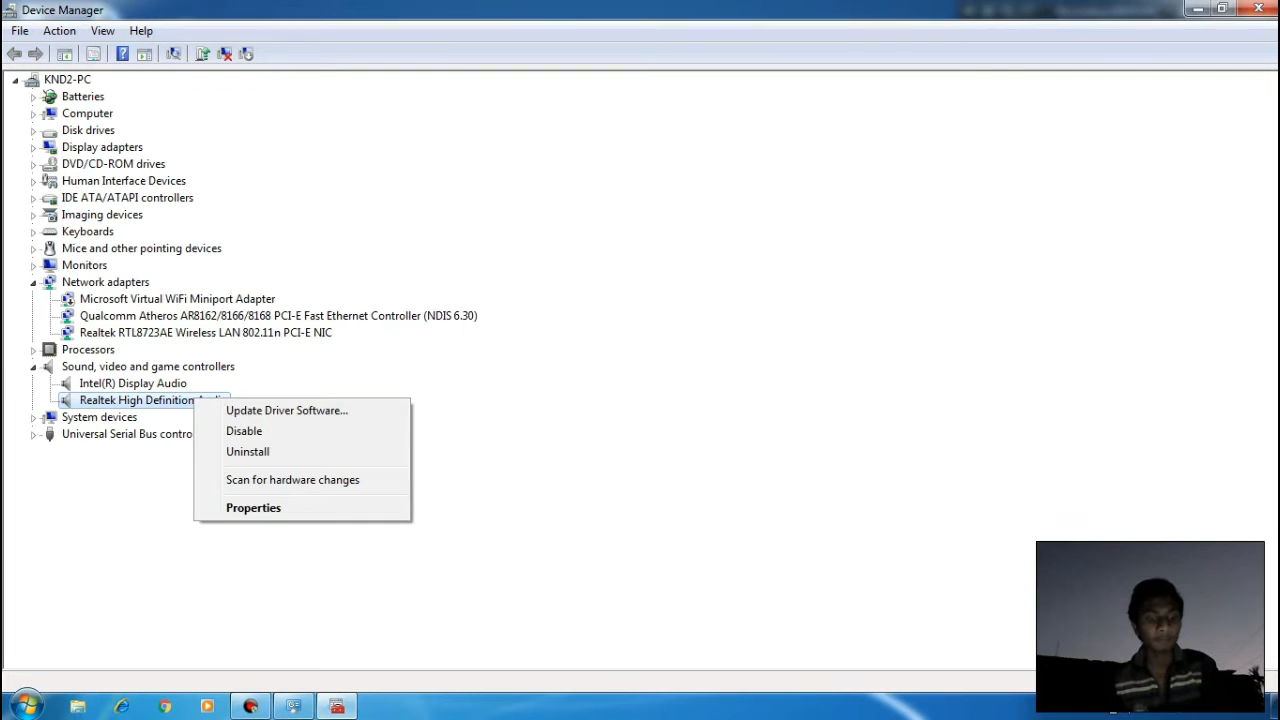 Device Manager
File Action View Help
KND2-PC
Batteries
Computer
Disk drives
Display adapters
DVD/CD-ROM drives
Human Interface Devices
IDE ATA/ATAPI controllers
Imaging devices
Keyboards
Mice and other pointing devices
Monitors
Network adapters
Microsoft Virtual WiFi Miniport Adapter
Qualcomm Atheros AR8162/8166/8168 PCI-E Fast Ethernet Controller (NDIS 6.30)
Realtek RTL8723AE Wireless LAN 802.11n PCI-E NIC
Processors
Sound, video and game controllers
Intel(R) Display Audio
Realtek High Definition
System devices
Universal Serial Bus contro
Update Driver Software...
Disable
Uninstall
Scan for hardware changes
Properties